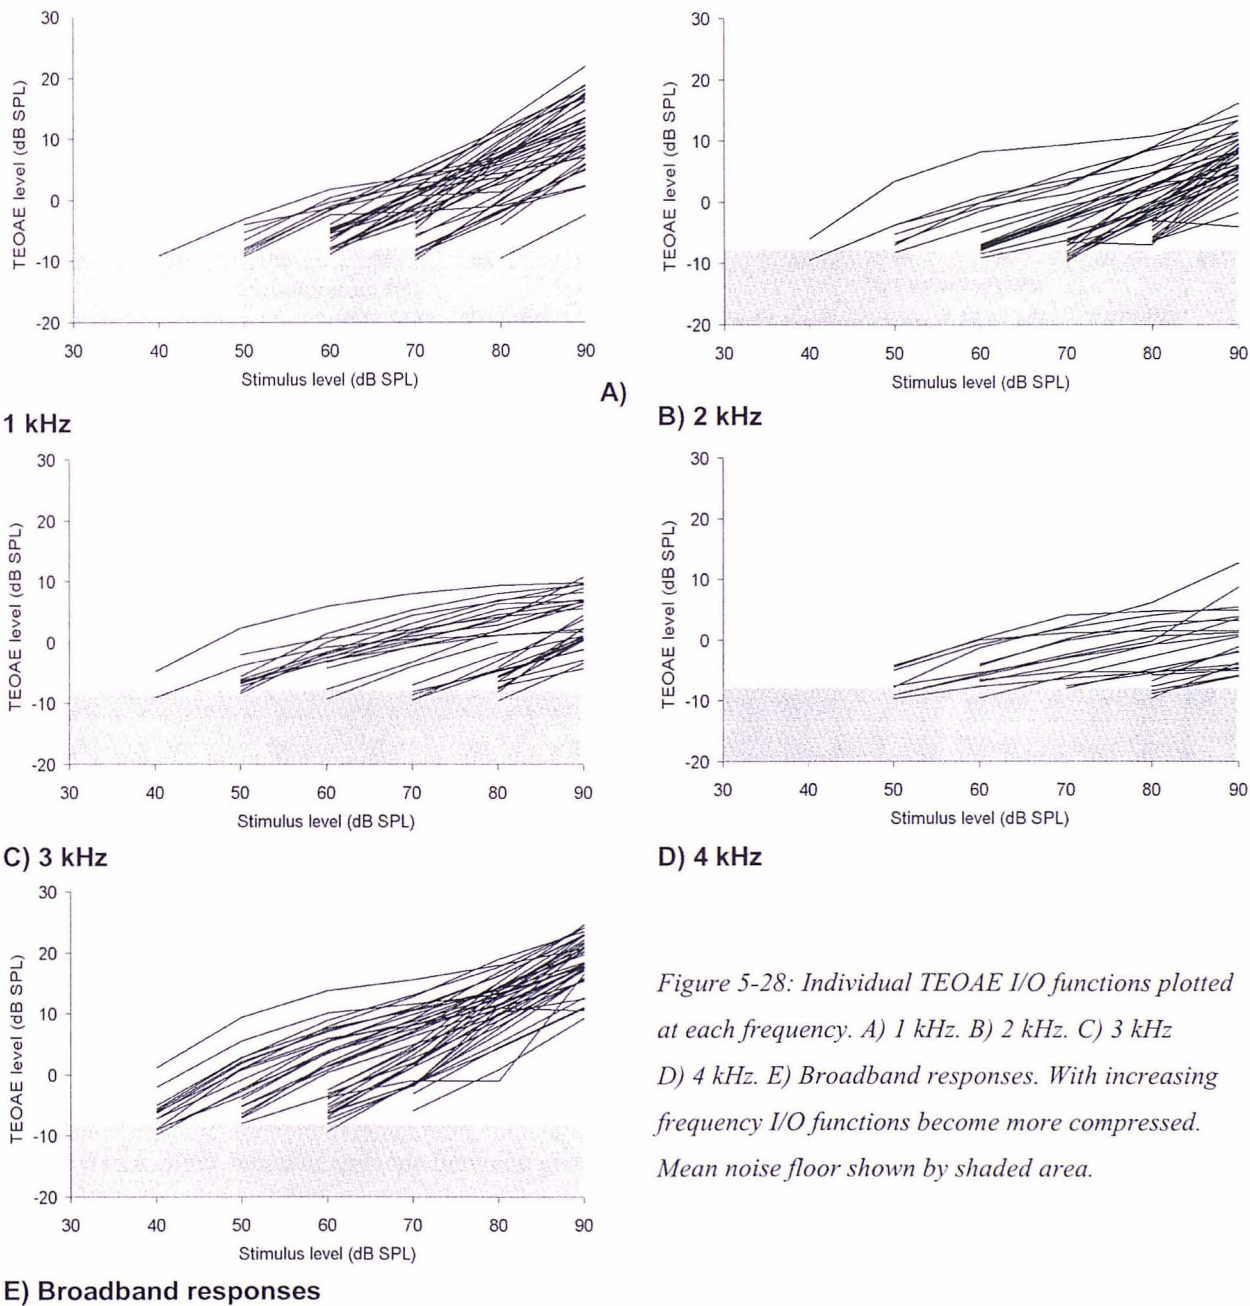 30
20
10
0
-10
-20
TEOAE level (dB SPL)
30 40 50 60 70 80 90
Stimulus level (dB SPL)
A)
1 kHz
30
20
10
0
-10
-20
TEOAE level (dB SPL)
30 40 50 60 70 80 90
Stimulus level (dB SPL)
B) 2 kHz
30
20
10
0
-10
-20
TEOAE level (dB SPL)
30 40 50 60 70 80 90
Stimulus level (dB SPL)
C) 3 kHz
30
20
10
0
-10
-20
TEOAE level (dB SPL)
30 40 50 60 70 80 90
Stimulus level (dB SPL)
D) 4 kHz
30
20
10
0
-10
-20
TEOAE level (dB SPL)
30 40 50 60 70 80 90
Stimulus level (dB SPL)
E) Broadband responses
Figure 5-28: Individual TEOAE I/O functions plotted
at each frequency. A) 1 kHz. B) 2 kHz. C) 3 kHz
D) 4 kHz. E) Broadband responses. With increasing
frequency I/O functions become more compressed.
Mean noise floor shown by shaded area.